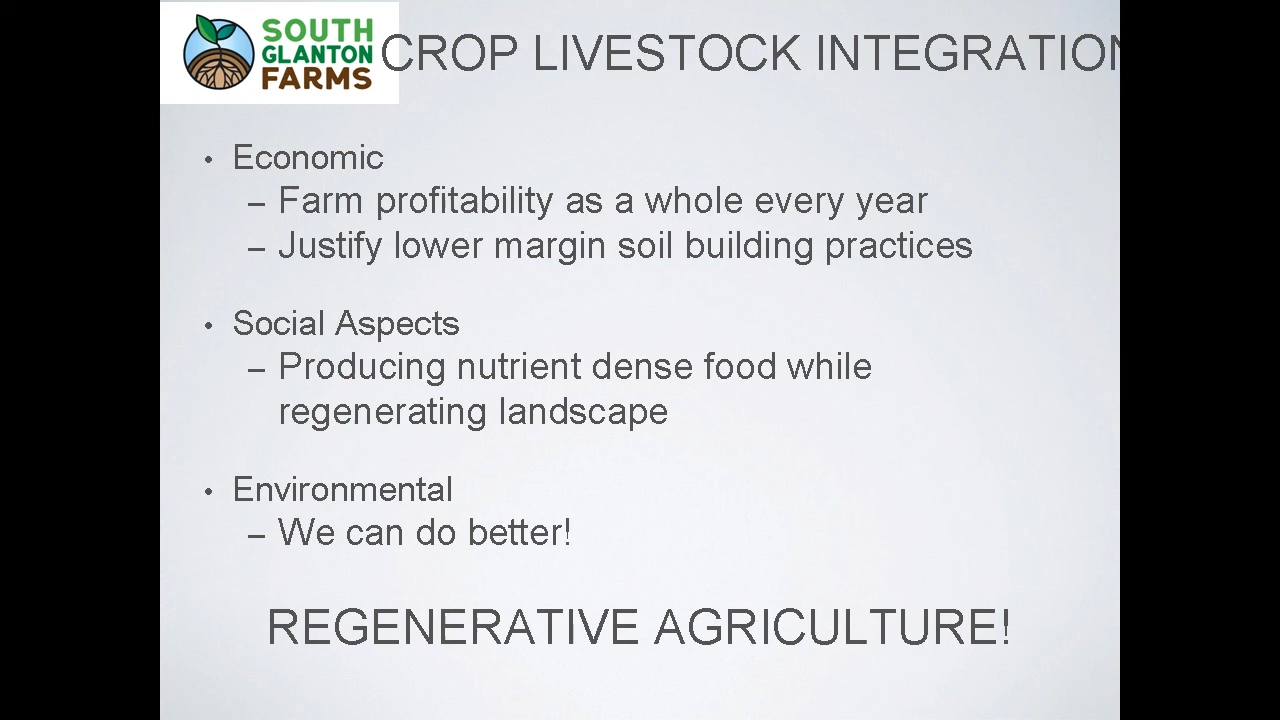 SOUTH
GLANTON
FARMS
CROP LIVESTOCK INTEGRATION
• Economic
– Farm profitability as a whole every year
– Justify lower margin soil building practices
• Social Aspects
– Producing nutrient dense food while
regenerating landscape
• Environmental
– We can do better!
REGENERATIVE AGRICULTURE!